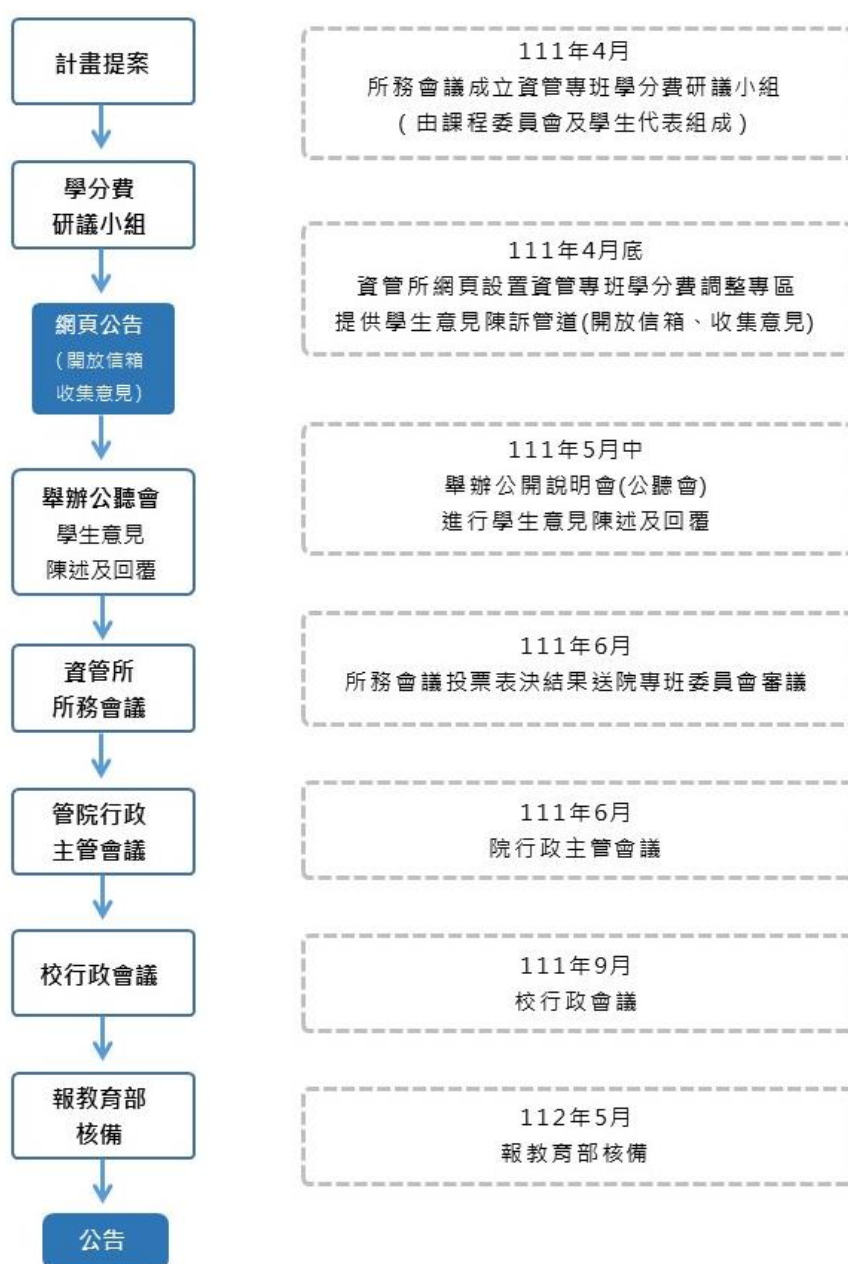 計畫提案
111年4月
所務會議成立資管專班學分費研議小組
(由課程委員會及學生代表組成)
學分費
研議小組
111年4月底
資管所網頁設置資管專班學分費調整專區
提供學生意見陳訴管道(開放信箱、收集意見)
網頁公告
(開放信箱
收集意見)
111年5月中
舉辦公開說明會(公聽會)
進行學生意見陳述及回覆
舉辦公聽會
學生意見
陳述及回覆
111年6月
所務會議投票表決結果送院專班委員會審議
資管所
所務會議
111年6月
院行政主管會議
管院行政
主管會議
111年9月
校行政會議
校行政會議
112年5月
報教育部核備
報教育部
核備
公告